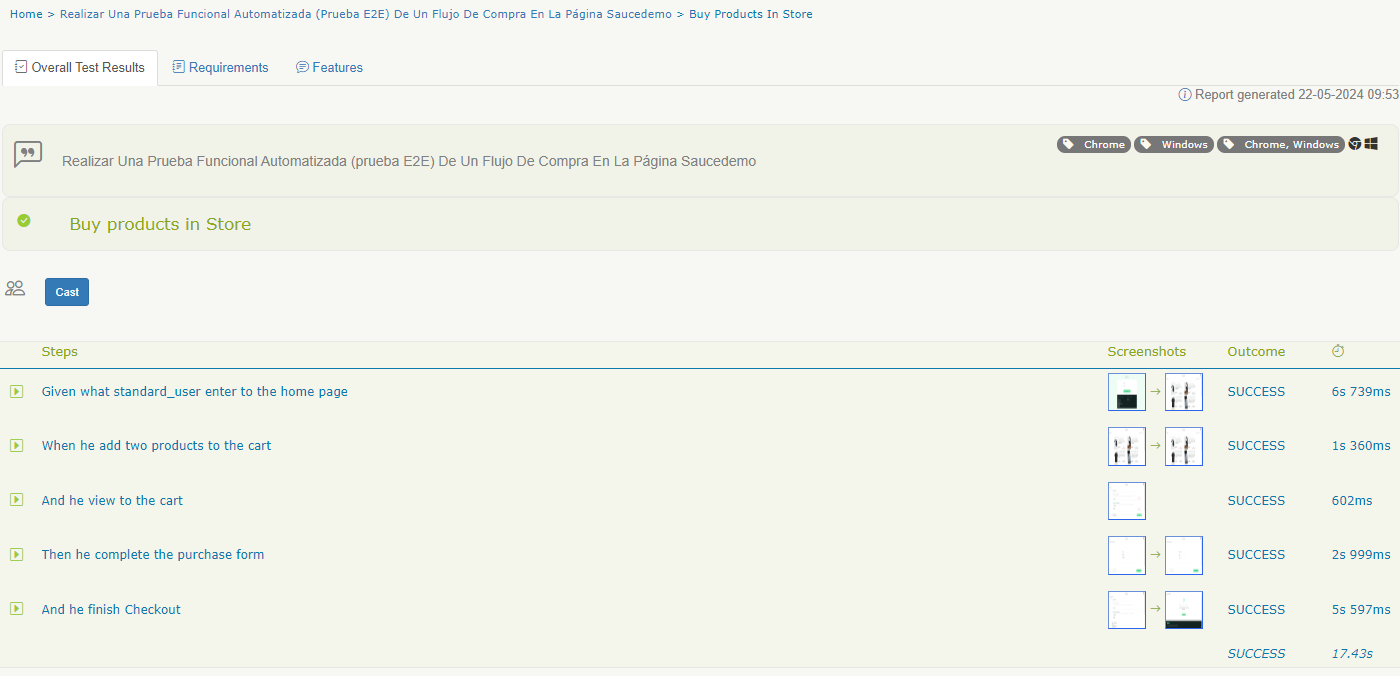 Home > Realizar Una Prueba Funcional Automatizada (Prueba E2E) De Un Flujo De Compra En La Página Saucedemo > Buy Products In Store
Overall Test Results Requirements Features
Report generated 22-05-2024 09:53
Chrome Windows Chrome, Windows
Realizar Una Prueba Funcional Automatizada (prueba E2E) De Un Flujo De Compra En La Página Saucedemo
Buy products in Store
Cast
Steps Screenshots Outcome
Given what standard_user enter to the home page SUCCESS 6s 739ms
When he add two products to the cart SUCCESS 1s 360ms
And he view to the cart SUCCESS 602ms
Then he complete the purchase form SUCCESS 2s 999ms
And he finish Checkout SUCCESS 5s 597ms
SUCCESS 17.43s